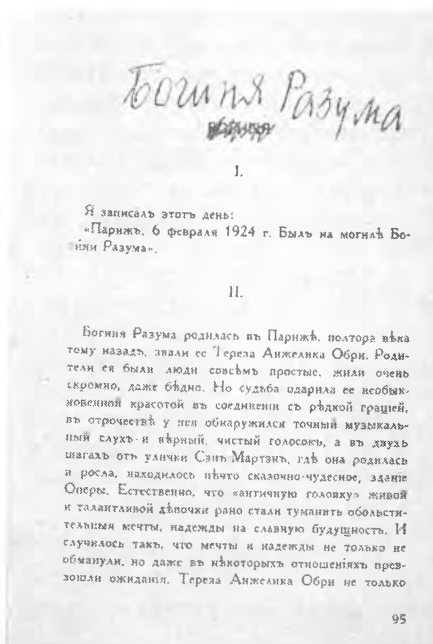 Богиня Разума
I.
Я записалъ этотъ день:
«Парижъ, 6 февраля 1924 г. Былъ на могилѣ Бо-
гини Разума».
II.
Богиня Разума родилась въ Парижѣ, полтора вѣка
тому назадъ, звали ее Тереза Анжелика Обри. Роди-
тели ея были люди совсѣмъ простые, жили очень
скромно, даже бѣдно. Но судьба одарила ее необык-
новенной красотой въ соединеніи съ рѣдкой граціей,
въ отрочествѣ у нея обнаружился точный музыкаль-
ный слухъ и вѣрный, чистый голосокъ, а въ двухъ
шагахъ отъ улички Сэнъ Мартэнъ, гдѣ она родилась
и росла, находилось нѣчто сказочно-чудесное, зданіе
Оперы. Естественно, что «античную головку» живой
и талантливой дѣвочки рано стали туманить обольсти-
тельныя мечты, надежды на славную будущность. И
случилось такъ, что мечты и надежды не только не
обманули, но даже въ нѣкоторыхъ отношеніяхъ прев-
зошли ожиданія. Тереза Анжелика Обри не только
95